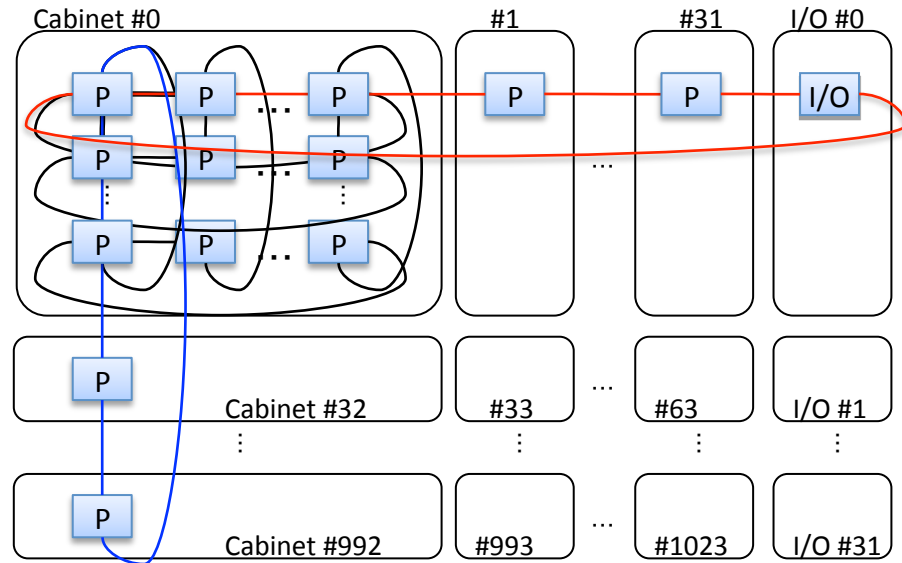 Cabinet #0 #1 #31 I/O #0
P P ... P P P I/O
P P ... P ...
⋮ ⋮
P P ... P
P ...
Cabinet #32 #33 #63 I/O #1
⋮ ⋮ ⋮ ⋮
P ...
Cabinet #992 #993 #1023 I/O #31